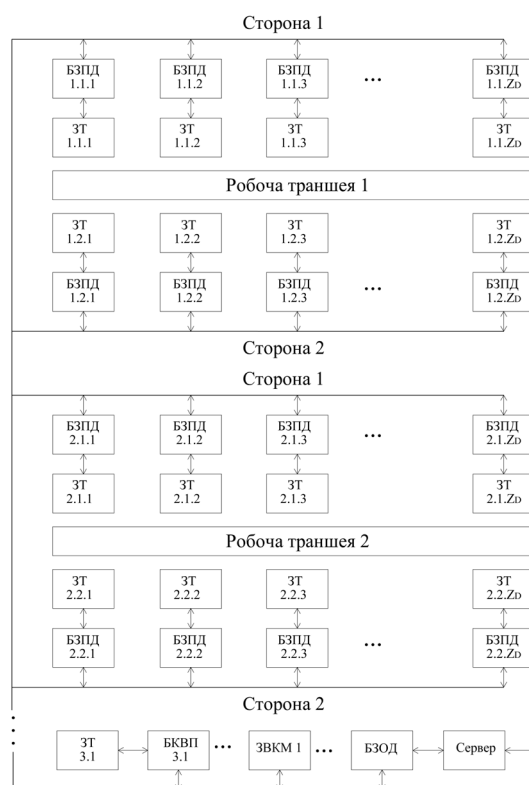 Сторона 1
БЗПД БЗПД БЗПД ... БЗПД
1.1.1 1.1.2 1.1.3 1.1.ZD
ЗТ ЗТ ЗТ ЗТ
1.1.1 1.1.2 1.1.3 1.1.ZD
Робоча траншея 1
ЗТ ЗТ ЗТ ЗТ
1.2.1 1.2.2 1.2.3 1.2.ZD
БЗПД БЗПД БЗПД ... БЗПД
1.2.1 1.2.2 1.2.3 1.2.ZD
Сторона 2
Сторона 1
БЗПД БЗПД БЗПД ... БЗПД
2.1.1 2.1.2 2.1.3 2.1.ZD
ЗТ ЗТ ЗТ ЗТ
2.1.1 2.1.2 2.1.3 2.1.ZD
Робоча траншея 2
ЗТ ЗТ ЗТ ЗТ
2.2.1 2.2.2 2.2.3 2.2.ZD
БЗПД БЗПД БЗПД ... БЗПД
2.2.1 2.2.2 2.2.3 2.2.ZD
Сторона 2
ЗТ БКВП ... ЗВКМ 1 ... БЗОД Сервер
3.1 3.1